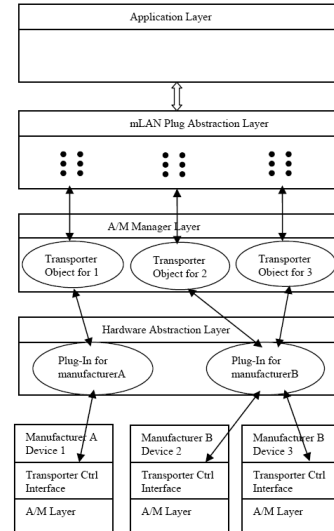 Application Layer
mLAN Plug Abstraction Layer
A/M Manager Layer
Transporter
Object for 1
Transporter
Object for 2
Transporter
Object for 3
Hardware Abstraction Layer
Plug-In for
manufacturerA
Plug-In for
manufacturerB
Manufacturer A
Device 1
Transporter Ctrl
Interface
A/M Layer
Manufacturer B
Device 2
Transporter Ctrl
Interface
A/M Layer
Manufacturer B
Device 3
Transporter Ctrl
Interface
A/M Layer